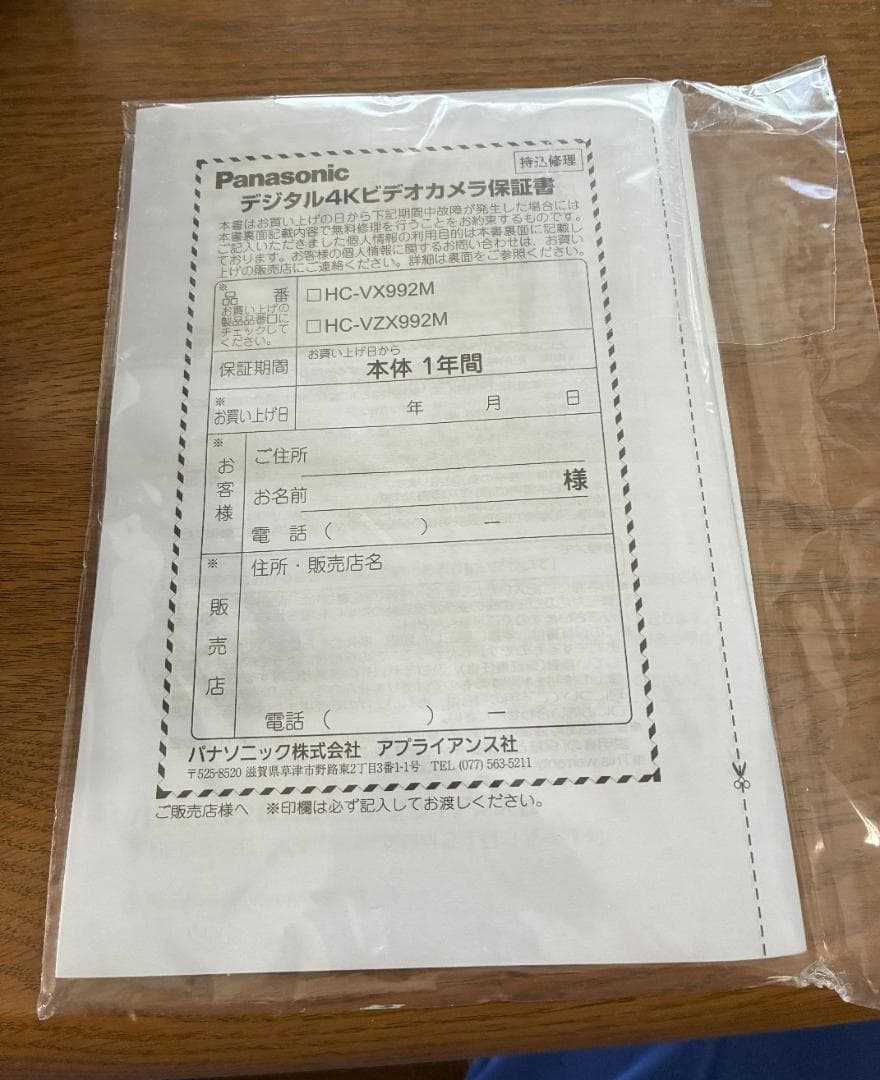 Panasonic
持込修理
デジタル4Kビデオカメラ保証書
本書はお買い上げの日から下記期間中故障が発生した場合には
本書裏面記載内容で無料修理を行うことをお約束するものです。
ご記入いただきました個人情報の利用目的は本書裏面に記載し
ております。お客様の個人情報に関するお問い合わせは、お買い
上げの販売店にご連絡ください。詳細は裏面をご参照ください。
※
品 番
お買い上げの
製品品番口に
チェックして
ください。
□HC-VX992M
□HC-VZX992M
保証期間
お買い上げ日から
本体 1年間
※
お買い上げ日
年 月 日
※
お客様
ご住所
お名前 様
電 話 ( ) ー
※
販売店
住所・販売店名
電話 ( ) ー
パナソニック株式会社 アプライアンス社
〒525-8520 滋賀県草津市野路東2丁目3番1-1号 TEL (077) 563-5211
ご販売店様へ ※印欄は必ず記入してお渡しください。